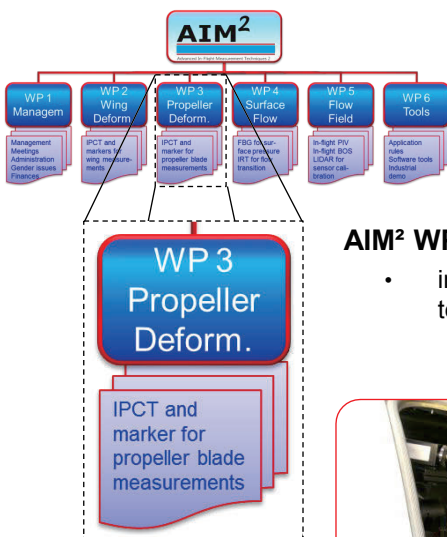 AIM²
Advanced In-Flight Measurement Techniques 2
WP 1
Managem
Management
Meetings
Administration
Gender issues
Finances
WP 2
Wing
Deform.
IPCT and
markers for
wing measure-
ments
WP 3
Propeller
Deform.
IPCT and
marker for
propeller blade
measurements
WP 4
Surface
Flow
FBG for sur-
face pressure
IRT for flow
transition
WP 5
Flow
Field
In-flight PIV
In-flight BOS
LIDAR for
sensor cali-
bration
WP 6
Tools
Application
rules
Software tools
Industrial
demo
WP 3
Propeller
Deform.
IPCT and
marker for
propeller blade
measurements
AIM² WP
•